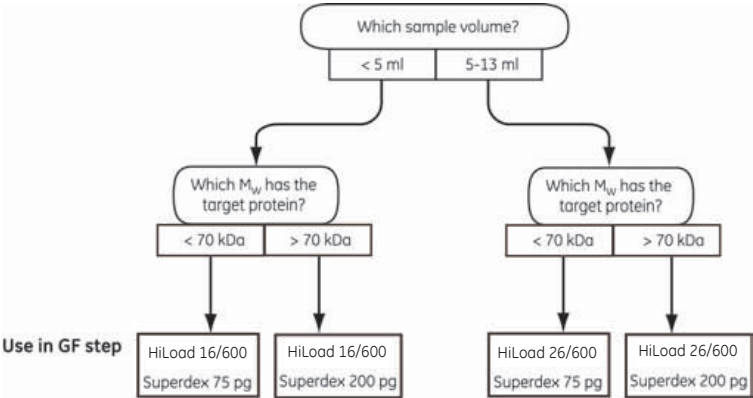 Which sample volume?
< 5 ml
5-13 ml
Which MW has the
target protein?
< 70 kDa
> 70 kDa
Which MW has the
target protein?
< 70 kDa
> 70 kDa
Use in GF step
HiLoad 16/600
Superdex 75 pg
HiLoad 16/600
Superdex 200 pg
HiLoad 26/600
Superdex 75 pg
HiLoad 26/600
Superdex 200 pg